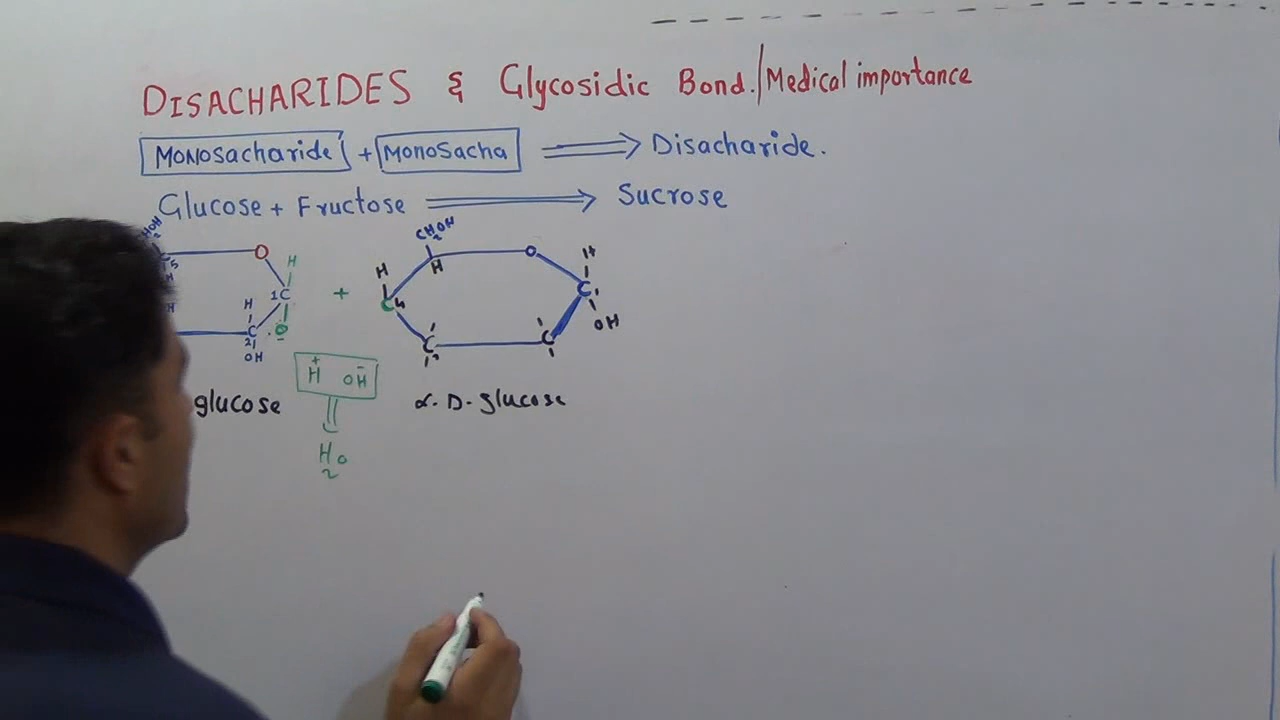 DISACHARIDES & Glycosidic Bond./Medical importance
Monosacharide + Monosacha ⟹ Disacharide.
Glucose + Fructose ⟹ Sucrose
CH2OH
O
H
C
5
H
H
1C
H
C
2
OH
O
+
CH2OH
H
H
C4
O
H
C1
OH
C
C
H+ OH-
H2O
glucose
α-D-glucose